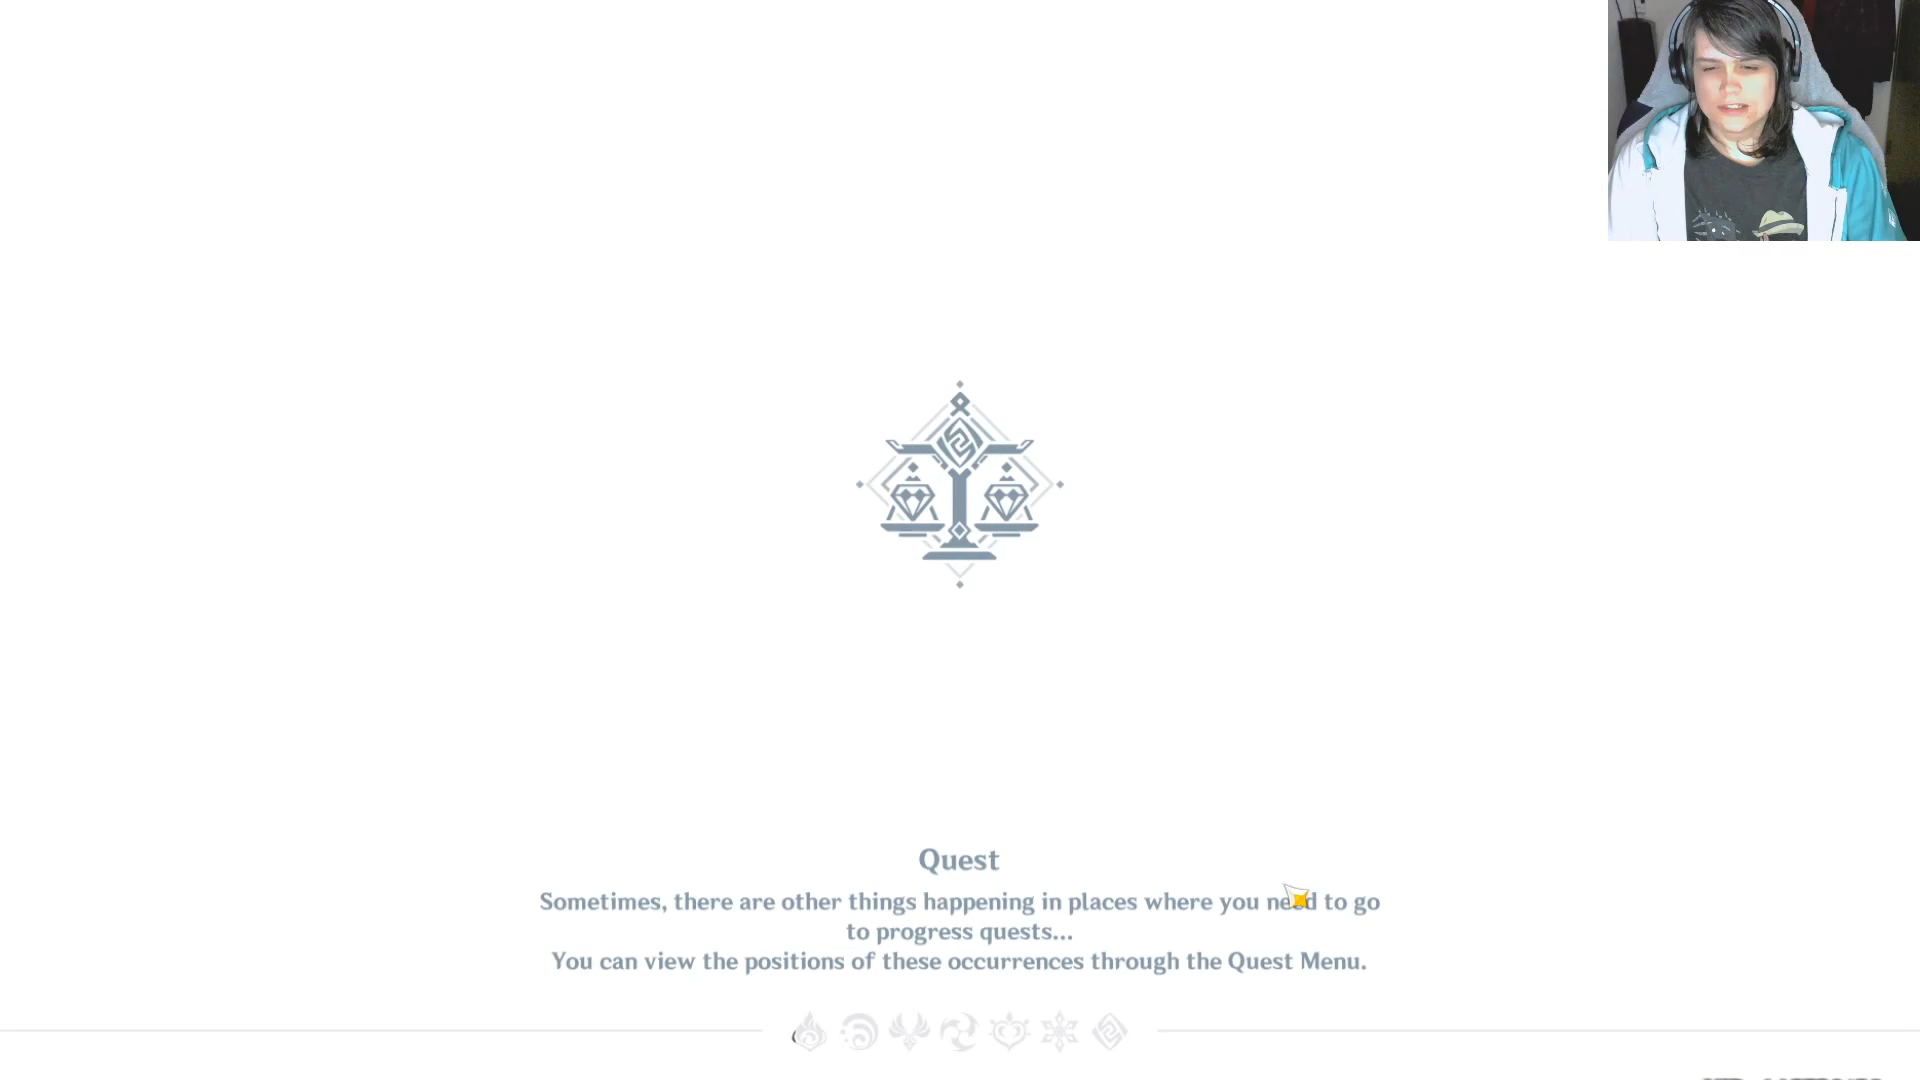 Quest
Sometimes, there are other things happening in places where you need to go
to progress quests...
You can view the positions of these occurrences through the Quest Menu.